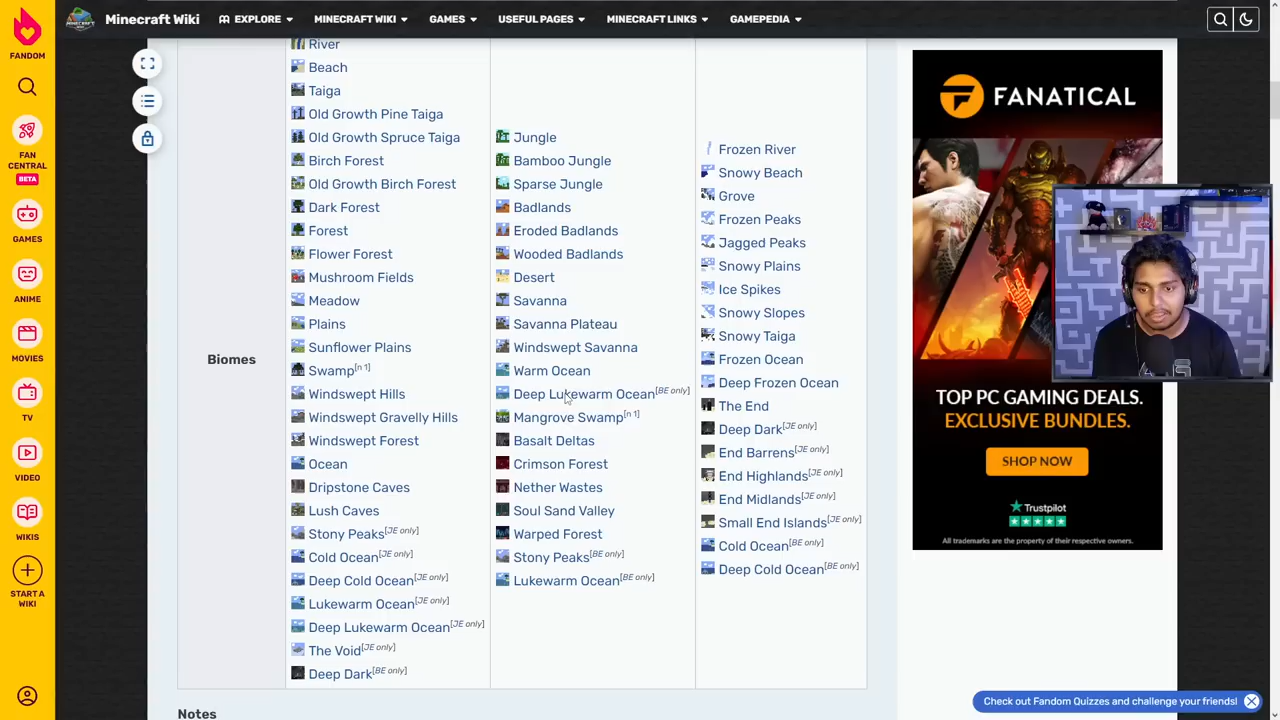 Minecraft Wiki
EXPLORE
MINECRAFT WIKI
GAMES
USEFUL PAGES
MINECRAFT LINKS
GAMEPEDIA
FANDOM
FAN
CENTRAL
BETA
GAMES
ANIME
MOVIES
TV
VIDEO
WIKIS
START A
WIKI
Biomes
River
Beach
Taiga
Old Growth Pine Taiga
Old Growth Spruce Taiga
Birch Forest
Old Growth Birch Forest
Dark Forest
Forest
Flower Forest
Mushroom Fields
Meadow
Plains
Sunflower Plains
Swamp[n 1]
Windswept Hills
Windswept Gravelly Hills
Windswept Forest
Ocean
Dripstone Caves
Lush Caves
Stony Peaks[JE only]
Cold Ocean[JE only]
Deep Cold Ocean[JE only]
Lukewarm Ocean[JE only]
Deep Lukewarm Ocean[JE only]
The Void[JE only]
Deep Dark[BE only]
Jungle
Bamboo Jungle
Sparse Jungle
Badlands
Eroded Badlands
Wooded Badlands
Desert
Savanna
Savanna Plateau
Windswept Savanna
Warm Ocean
Deep Lukewarm Ocean[BE only]
Mangrove Swamp[n 1]
Basalt Deltas
Crimson Forest
Nether Wastes
Soul Sand Valley
Warped Forest
Stony Peaks[BE only]
Lukewarm Ocean[BE only]
Frozen River
Snowy Beach
Grove
Frozen Peaks
Jagged Peaks
Snowy Plains
Ice Spikes
Snowy Slopes
Snowy Taiga
Frozen Ocean
Deep Frozen Ocean
The End
Deep Dark[JE only]
End Barrens[JE only]
End Highlands[JE only]
End Midlands[JE only]
Small End Islands[JE only]
Cold Ocean[BE only]
Deep Cold Ocean[BE only]
Notes
FANATICAL
TOP PC GAMING DEALS.
EXCLUSIVE BUNDLES.
SHOP NOW
Trustpilot
All trademarks are the property of their respective owners.
Check out Fandom Quizzes and challenge your friends!